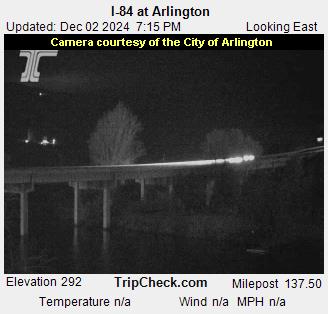 I-84 at Arlington
Updated: Dec 02 2024 7:15 PM Looking East
Camera courtesy of the City of Arlington
Elevation 292 TripCheck.com Milepost 137.50
Temperature n/a Wind n/a MPH n/a